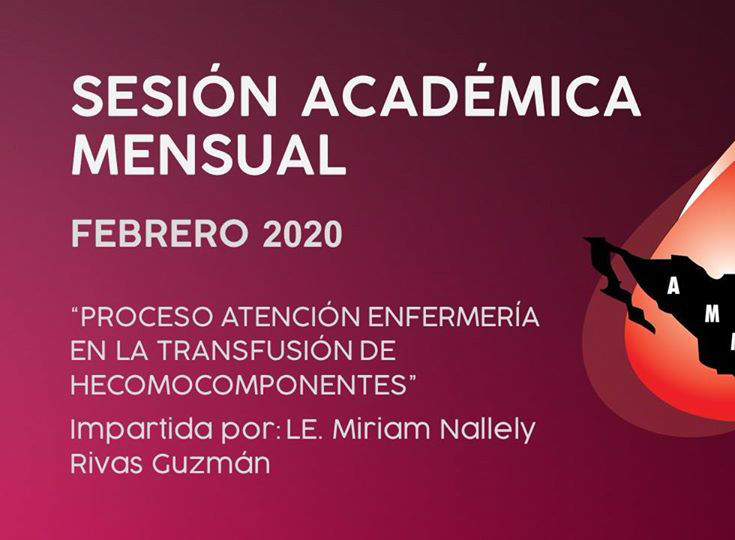 SESIÓN ACADÉMICA
MENSUAL
FEBRERO 2020
“PROCESO ATENCIÓN ENFERMERÍA
EN LA TRANSFUSIÓN DE
HECOMOCOMPONENTES”
Impartida por: LE. Miriam Nallely
Rivas Guzmán
A
M